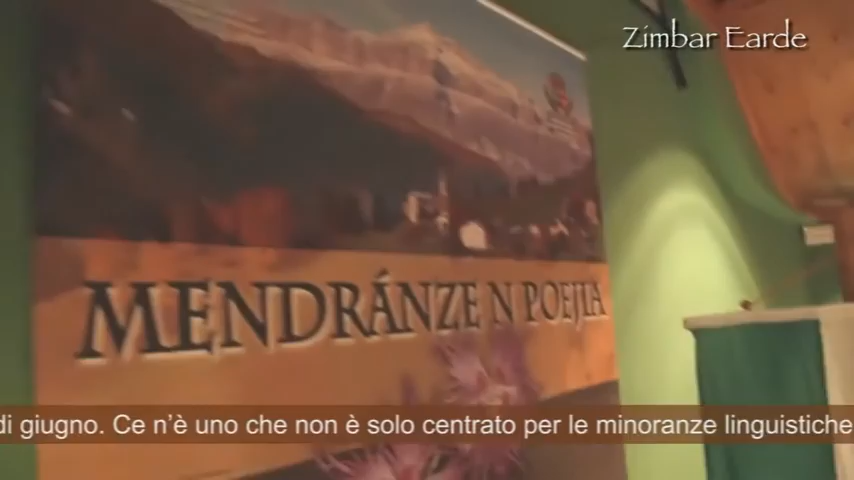 Zimbar Earde
MENDRÁNZE N POEJIA
di giugno. Ce n'è uno che non è solo centrato per le minoranze linguistiche